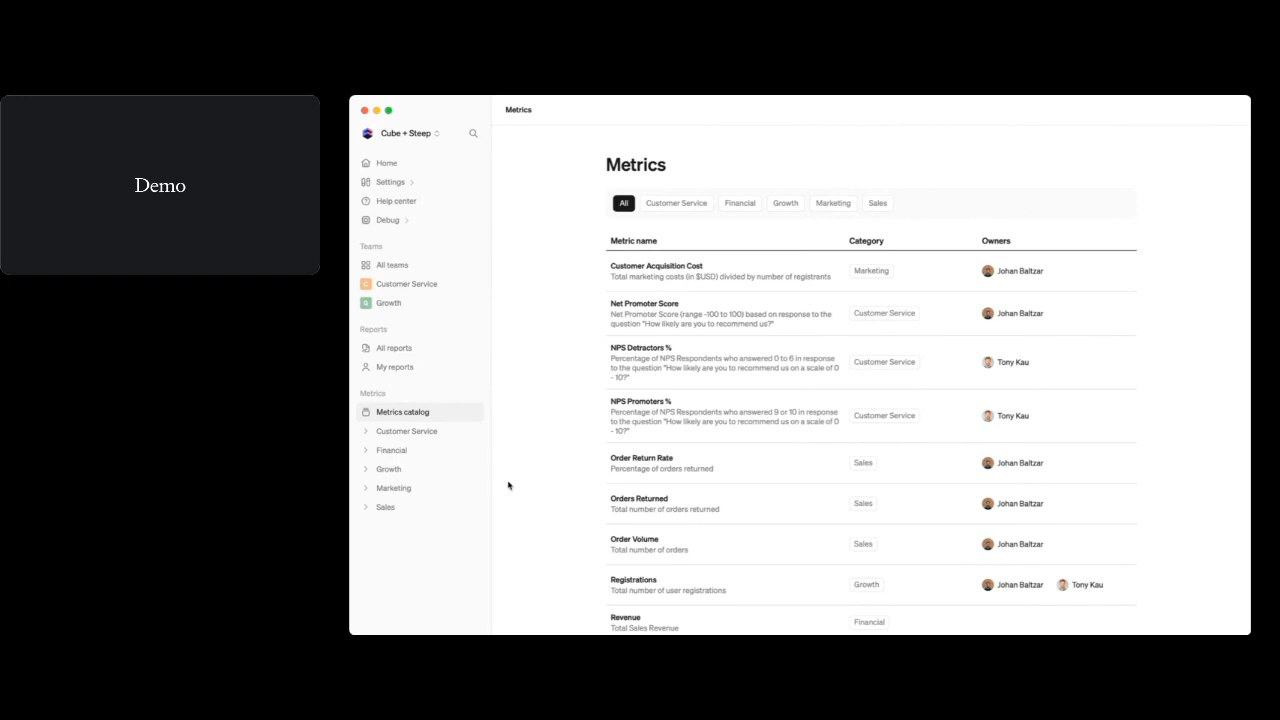 Demo
Metrics
Cube + Steep
Home
Settings
Help center
Debug
Teams
All teams
C Customer Service
G Growth
Reports
All reports
My reports
Metrics
Metrics catalog
Customer Service
Financial
Growth
Marketing
Sales
Metrics
All Customer Service Financial Growth Marketing Sales
Metric name Category Owners
Customer Acquisition Cost
Total marketing costs (in $USD) divided by number of registrants
Marketing
Johan Baltzar
Net Promoter Score
Net Promoter Score (range -100 to 100) based on response to the
question "How likely are you to recommend us?"
Customer Service
Johan Baltzar
NPS Detractors %
Percentage of NPS Respondents who answered 0 to 6 in response
to the question "How likely are you to recommend us on a scale of 0
- 10?"
Customer Service
Tony Kau
NPS Promoters %
Percentage of NPS Respondents who answered 9 or 10 in response
to the question "How likely are you to recommend us on a scale of 0
- 10?"
Customer Service
Tony Kau
Order Return Rate
Percentage of orders returned
Sales
Johan Baltzar
Orders Returned
Total number of orders returned
Sales
Johan Baltzar
Order Volume
Total number of orders
Sales
Johan Baltzar
Registrations
Total number of user registrations
Growth
Johan Baltzar Tony Kau
Revenue
Total Sales Revenue
Financial